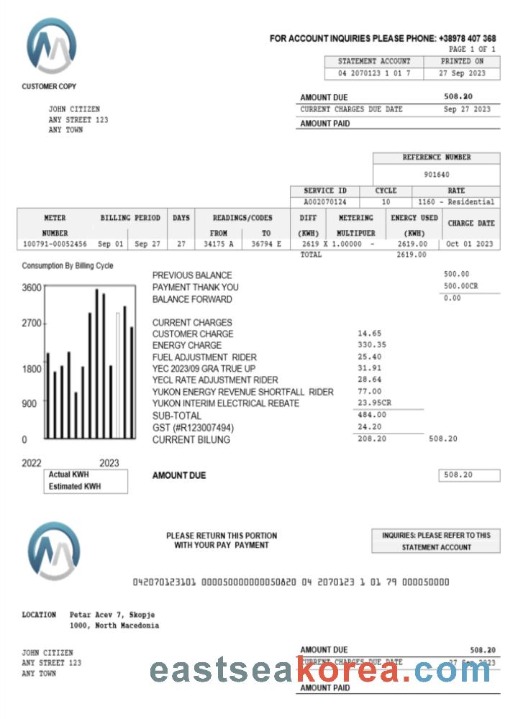 FOR ACCOUNT INQUIRIES PLEASE PHONE: +38978 407 368
PAGE 1 OF 1
STATEMENT ACCOUNT PRINTED ON
04 2070123 1 01 7 27 Sep 2023
CUSTOMER COPY
AMOUNT DUE 508.20
CURRENT CHARGES DUE DATE Sep 27 2023
AMOUNT PAID
JOHN CITIZEN
ANY STREET 123
ANY TOWN
REFERENCE NUMBER
901640
SERVICE ID CYCLE RATE
A002070124 10 1160 - Residential
METER BILLING PERIOD DAYS READINGS/CODES DIFF METERING ENERGY USED CHARGE DATE
NUMBER FROM TO (KWH) MULTIPUER (KWH)
100791-00052456 Sep 01 Sep 27 27 34175 A 36794 E 2619 X 1.00000 - 2619.00 Oct 01 2023
TOTAL 2619.00
Consumption By Billing Cycle
3600
2700
1800
900
0
2022 2023
Actual KWH
Estimated KWH
PREVIOUS BALANCE 500.00
PAYMENT THANK YOU 500.00CR
BALANCE FORWARD 0.00
CURRENT CHARGES
CUSTOMER CHARGE 14.65
ENERGY CHARGE 330.35
FUEL ADJUSTMENT RIDER 25.40
YEC 2023/09 GRA TRUE UP 31.91
YECL RATE ADJUSTMENT RIDER 28.64
YUKON ENERGY REVENUE SHORTFALL RIDER 77.00
YUKON INTERIM ELECTRICAL REBATE 23.95CR
SUB-TOTAL 484.00
GST (#R123007494) 24.20
CURRENT BILUNG 208.20 508.20
AMOUNT DUE 508.20
PLEASE RETURN THIS PORTION
WITH YOUR PAY PAYMENT
INQUIRIES: PLEASE REFER TO THIS
STATEMENT ACCOUNT
042070123101 000050000000050820 04 2070123 1 01 79 000050000
LOCATION Petar Acev 7, Skopje
1000, North Macedonia
JOHN CITIZEN
ANY STREET 123
ANY TOWN
AMOUNT DUE 508.20
CURRENT CHARGES DUE DATE 27 Sep 2023
AMOUNT PAID
eastseakorea.com